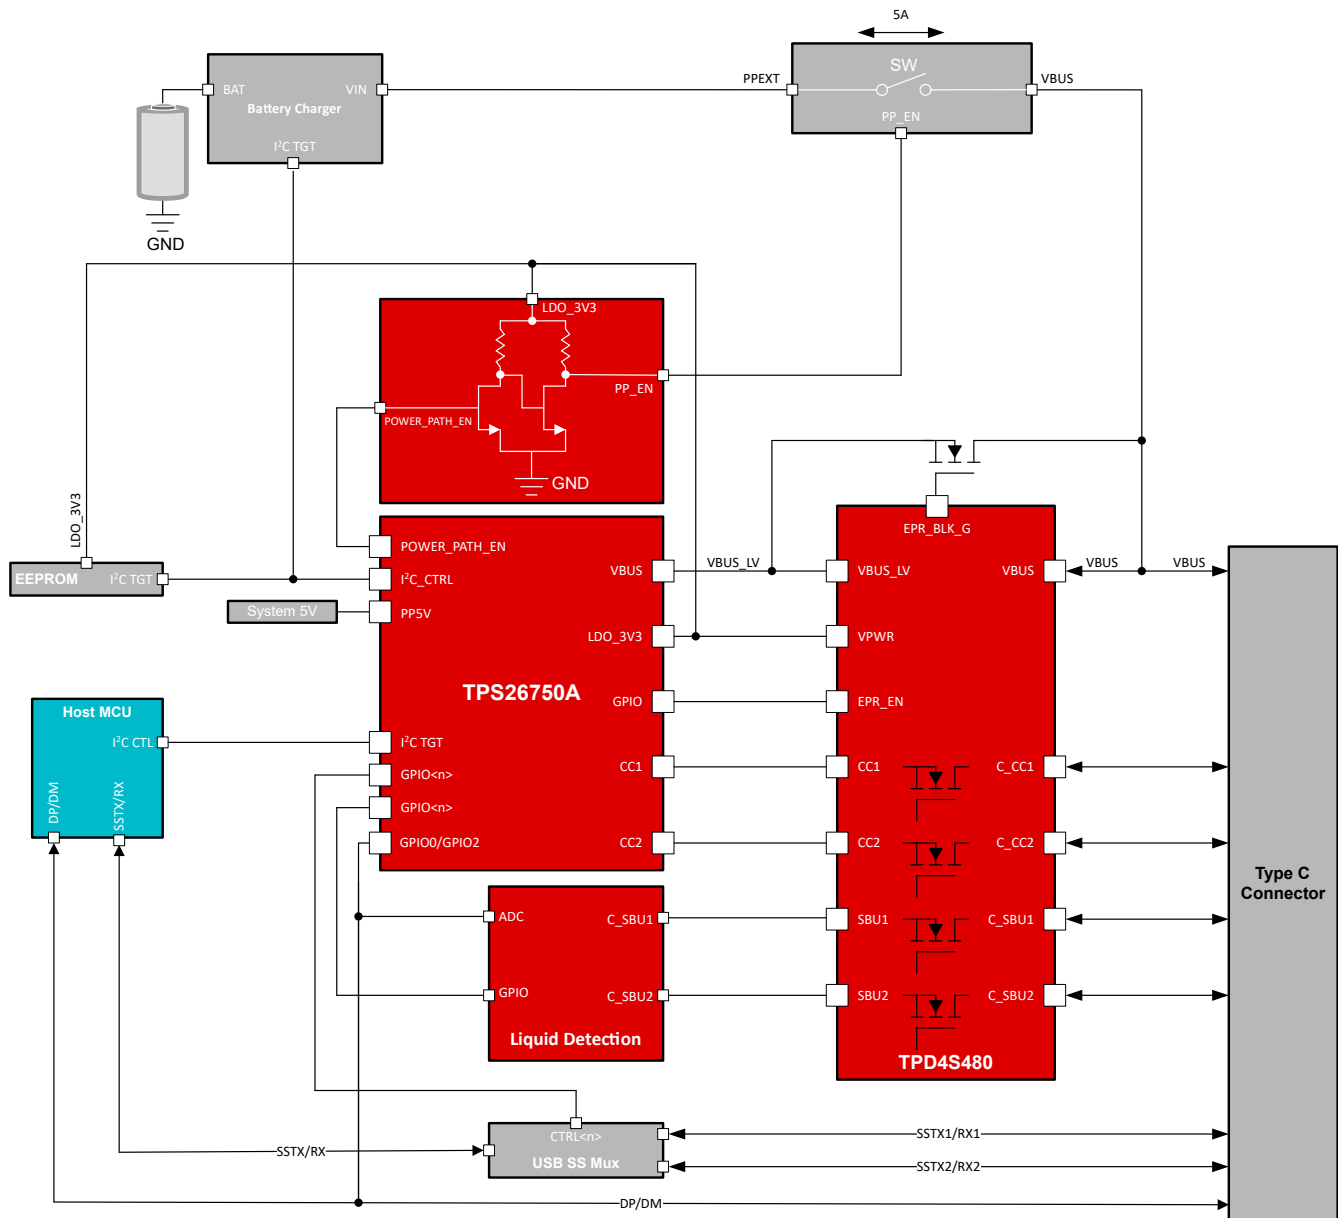 5A
SW
PPEXT
VBUS
PP_EN
BAT
VIN
Battery Charger
I²C TGT
GND
LDO_3V3
PP_EN
POWER_PATH_EN
GND
LDO_3V3
EEPROM
I²C TGT
System 5V
POWER_PATH_EN
I²C_CTRL
PP5V
VBUS
LDO_3V3
TPS26750A
GPIO
I²C TGT
GPIO<n>
GPIO<n>
GPIO0/GPIO2
CC1
CC2
VBUS_LV
EPR_BLK_G
VBUS_LV
VBUS
VPWR
EPR_EN
CC1
C_CC1
CC2
C_CC2
SBU1
C_SBU1
SBU2
C_SBU2
TPD4S480
VBUS
VBUS
Type C
Connector
Host MCU
I²C CTL
DP/DM
SSTX/RX
ADC
C_SBU1
GPIO
C_SBU2
Liquid Detection
CTRL<n>
USB SS Mux
SSTX/RX
SSTX1/RX1
SSTX2/RX2
DP/DM